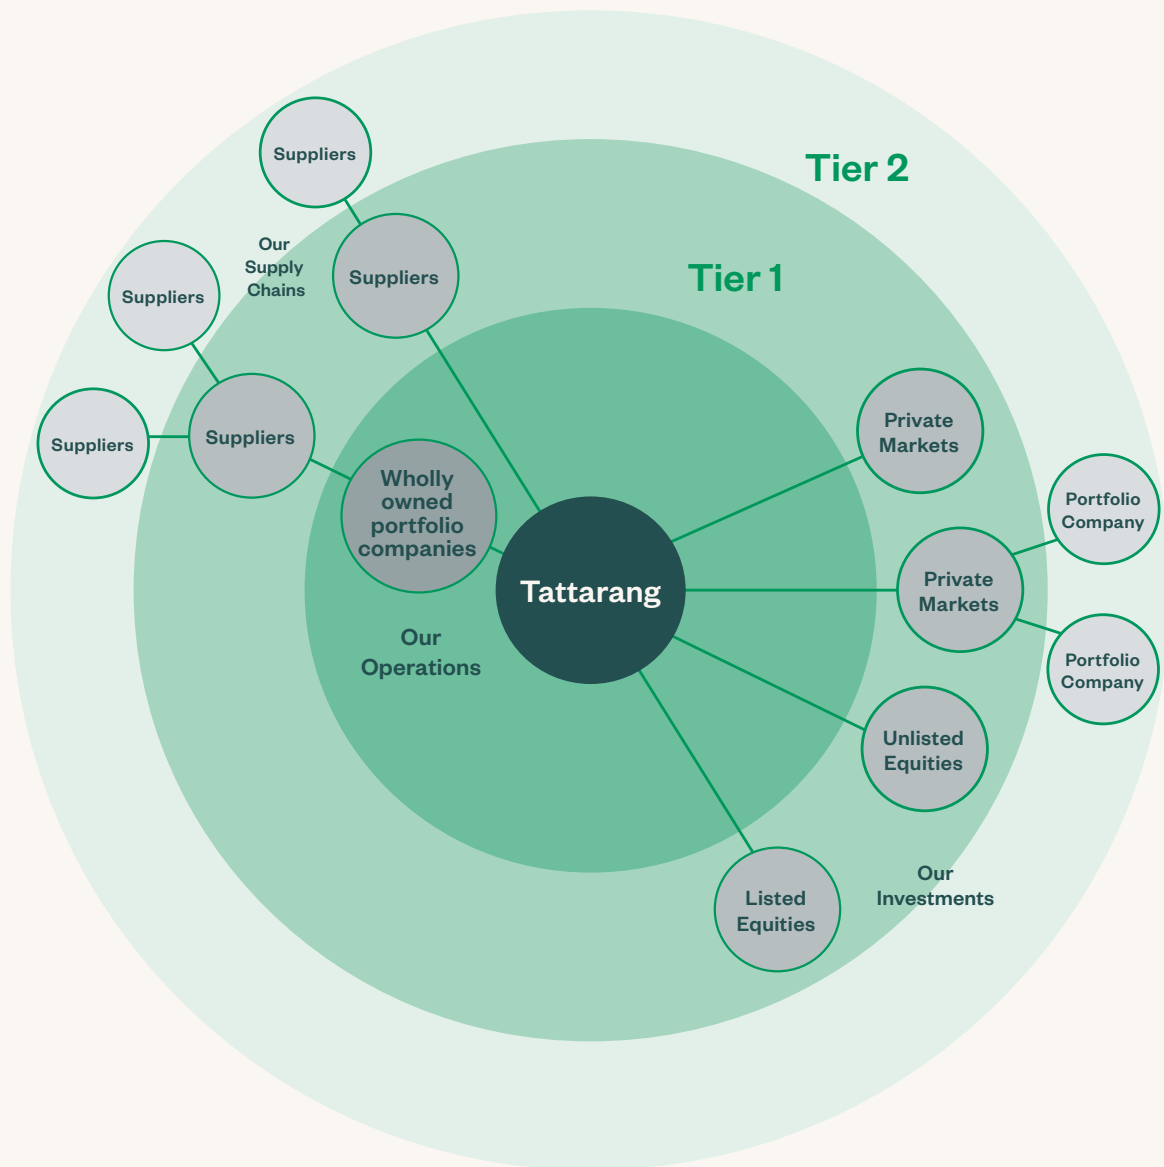 Suppliers
Tier 2
Our
Supply
Chains
Suppliers
Tier 1
Suppliers
Suppliers
Suppliers
Private
Markets
Wholly
owned
portfolio
companies
Portfolio
Company
Tattarang
Private
Markets
Our
Operations
Portfolio
Company
Unlisted
Equities
Our
Investments
Listed
Equities